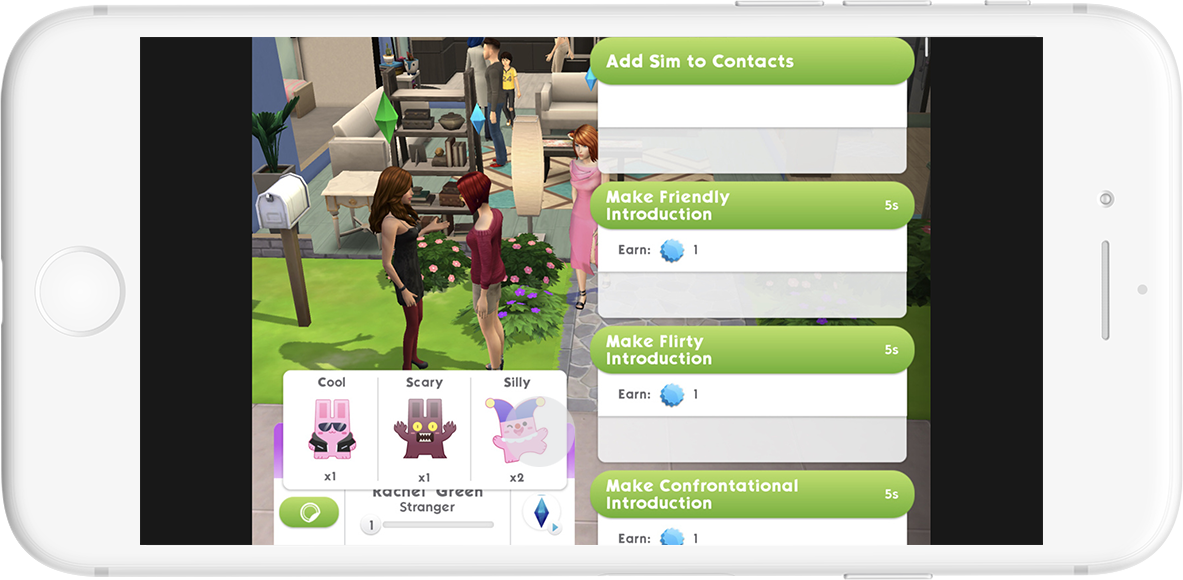 Add Sim to Contacts
Make Friendly
Introduction
5s
Earn: 1
Make Flirty
Introduction
5s
Earn: 1
Make Confrontational
Introduction
5s
Earn: 1
Cool
Scary
Silly
x1
x1
x2
Rachel Green
Stranger
1
24